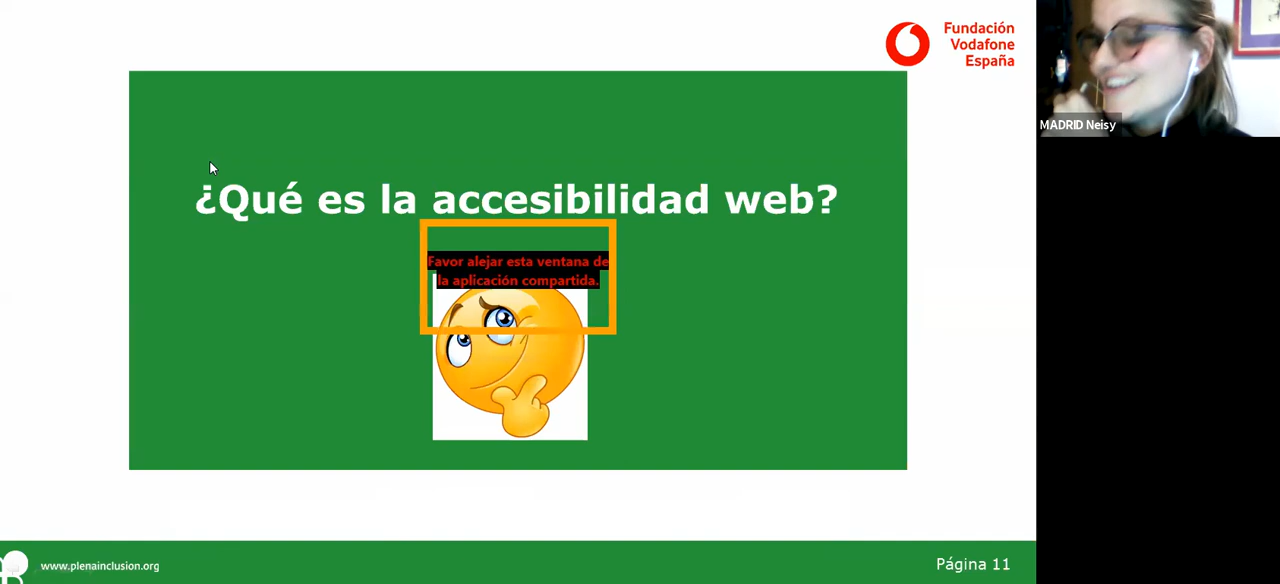 Fundación
Vodafone
España
MADRID Neisy
¿Qué es la accesibilidad web?
Favor alejar esta ventana de
la aplicación compartida.
www.plenainclusion.org
Página 11